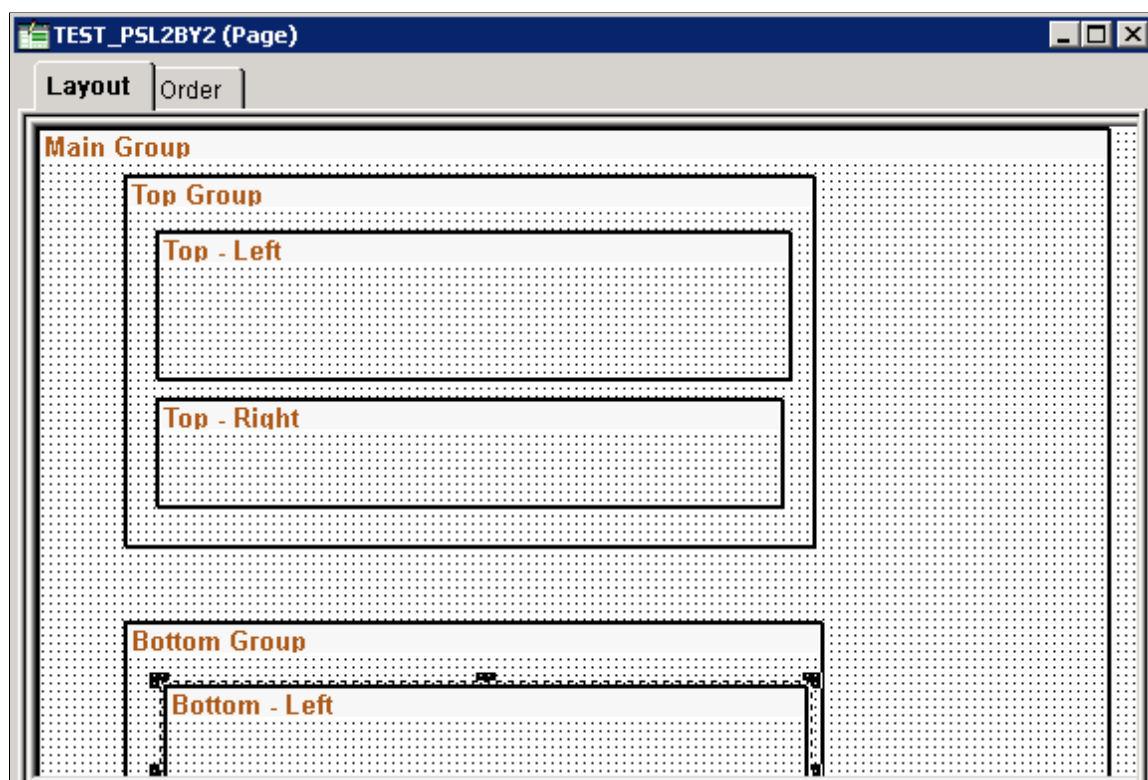 TEST_PSL2BY2 (Page)
Layout Order
Main Group
Top Group
Top - Left
Top - Right
Bottom Group
Bottom - Left